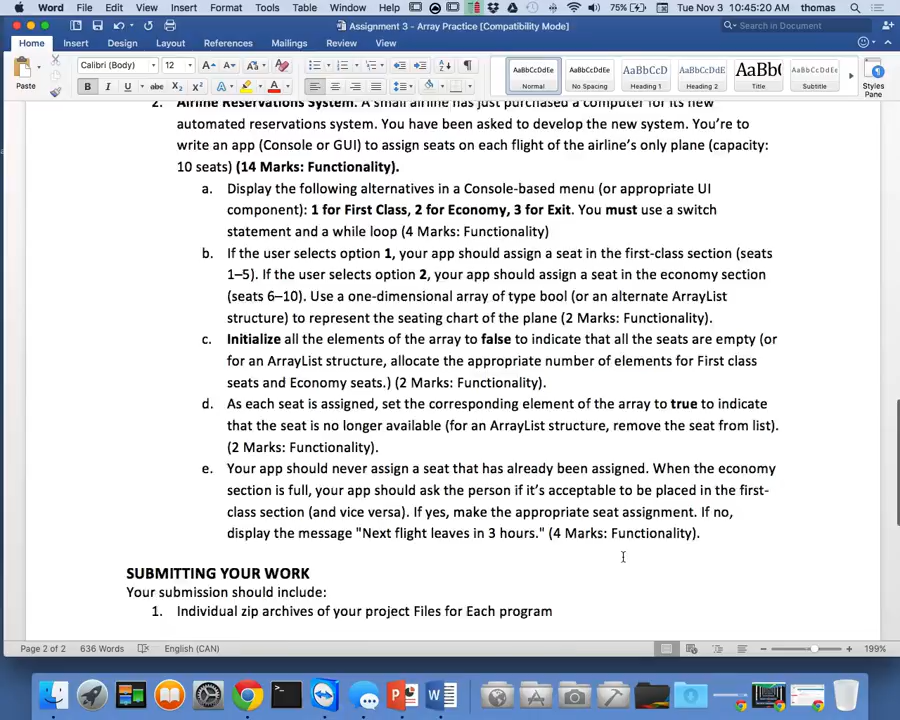 Word File Edit View Insert Format Tools Table Window Help 75% Tue Nov 3 10:45:20 AM thomas
Assignment 3 - Array Practice [Compatibility Mode]
Search in Document
Home Insert Design Layout References Mailings Review View
Paste
Calibri (Body) 12
B I U abc X₂ X²
AaBbCcDdEe AaBbCcDdEe AaBbCcD AaBbCcDdE AaBb( AaBbCcDdEe
Normal No Spacing Heading 1 Heading 2 Title Subtitle
Styles
Pane
2. Airline Reservations System. A small airline has just purchased a computer for its new
automated reservations system. You have been asked to develop the new system. You're to
write an app (Console or GUI) to assign seats on each flight of the airline's only plane (capacity:
10 seats) (14 Marks: Functionality).
a. Display the following alternatives in a Console-based menu (or appropriate UI
component): 1 for First Class, 2 for Economy, 3 for Exit. You must use a switch
statement and a while loop (4 Marks: Functionality)
b. If the user selects option 1, your app should assign a seat in the first-class section (seats
1–5). If the user selects option 2, your app should assign a seat in the economy section
(seats 6–10). Use a one-dimensional array of type bool (or an alternate ArrayList
structure) to represent the seating chart of the plane (2 Marks: Functionality).
c. Initialize all the elements of the array to false to indicate that all the seats are empty (or
for an ArrayList structure, allocate the appropriate number of elements for First class
seats and Economy seats.) (2 Marks: Functionality).
d. As each seat is assigned, set the corresponding element of the array to true to indicate
that the seat is no longer available (for an ArrayList structure, remove the seat from list).
(2 Marks: Functionality).
e. Your app should never assign a seat that has already been assigned. When the economy
section is full, your app should ask the person if it's acceptable to be placed in the first-
class section (and vice versa). If yes, make the appropriate seat assignment. If no,
display the message "Next flight leaves in 3 hours." (4 Marks: Functionality).
SUBMITTING YOUR WORK
Your submission should include:
1. Individual zip archives of your project Files for Each program
Page 2 of 2 636 Words English (CAN) 199%